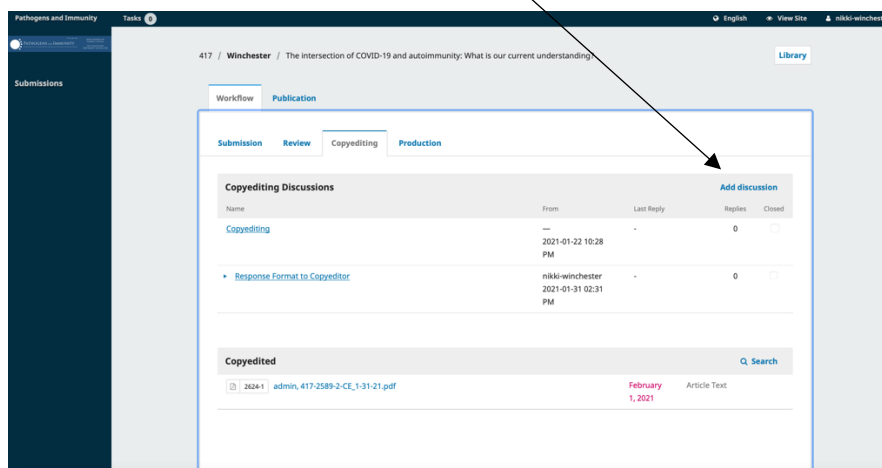 Pathogens and Immunity Tasks 0 English View Site nikki-winchest
417 / Winchester / The intersection of COVID-19 and autoimmunity: What is our current understanding?
Library
Submissions
Workflow Publication
Submission Review Copyediting Production
Copyediting Discussions Add discussion
Name From Last Reply Replies Closed
Copyediting — - 0
2021-01-22 10:28
PM
Response Format to Copyeditor nikki-winchester - 0
2021-01-31 02:31
PM
Copyedited Search
2624-1 admin, 417-2589-2-CE_1-31-21.pdf February Article Text
1, 2021